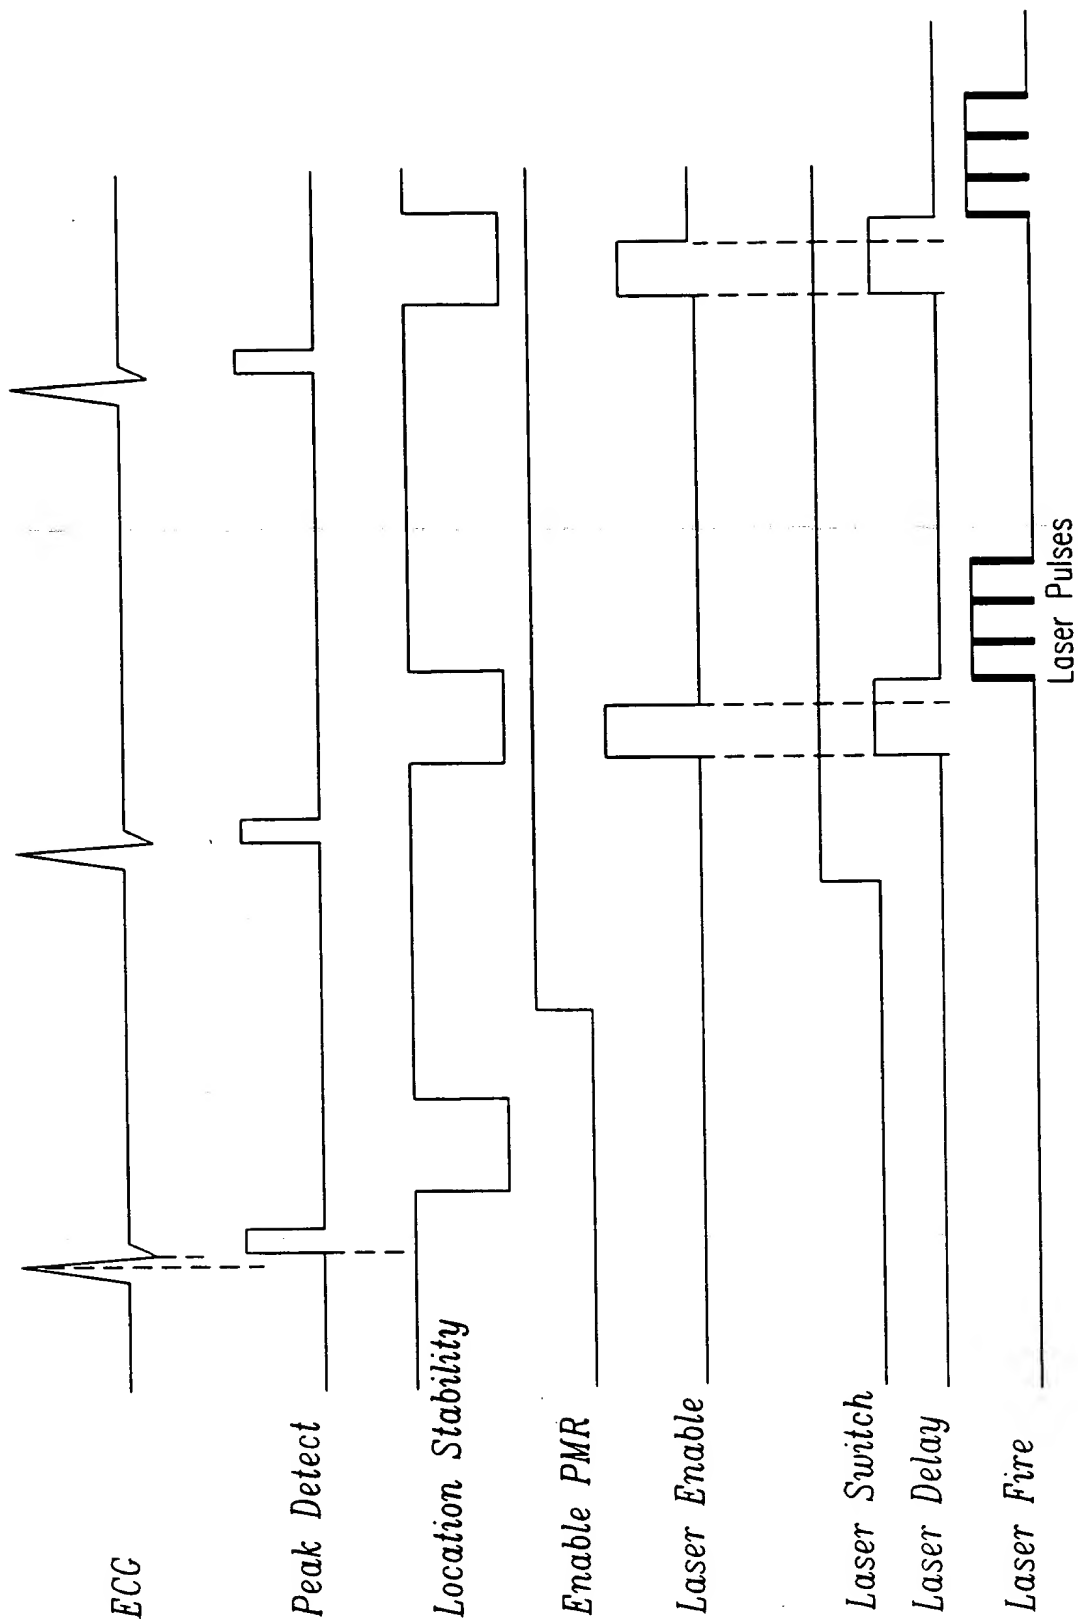 ECG
Peak Detect
Location Stability
Enable PMR
Laser Enable
Laser Switch
Laser Delay
Laser Fire
Laser Pulses